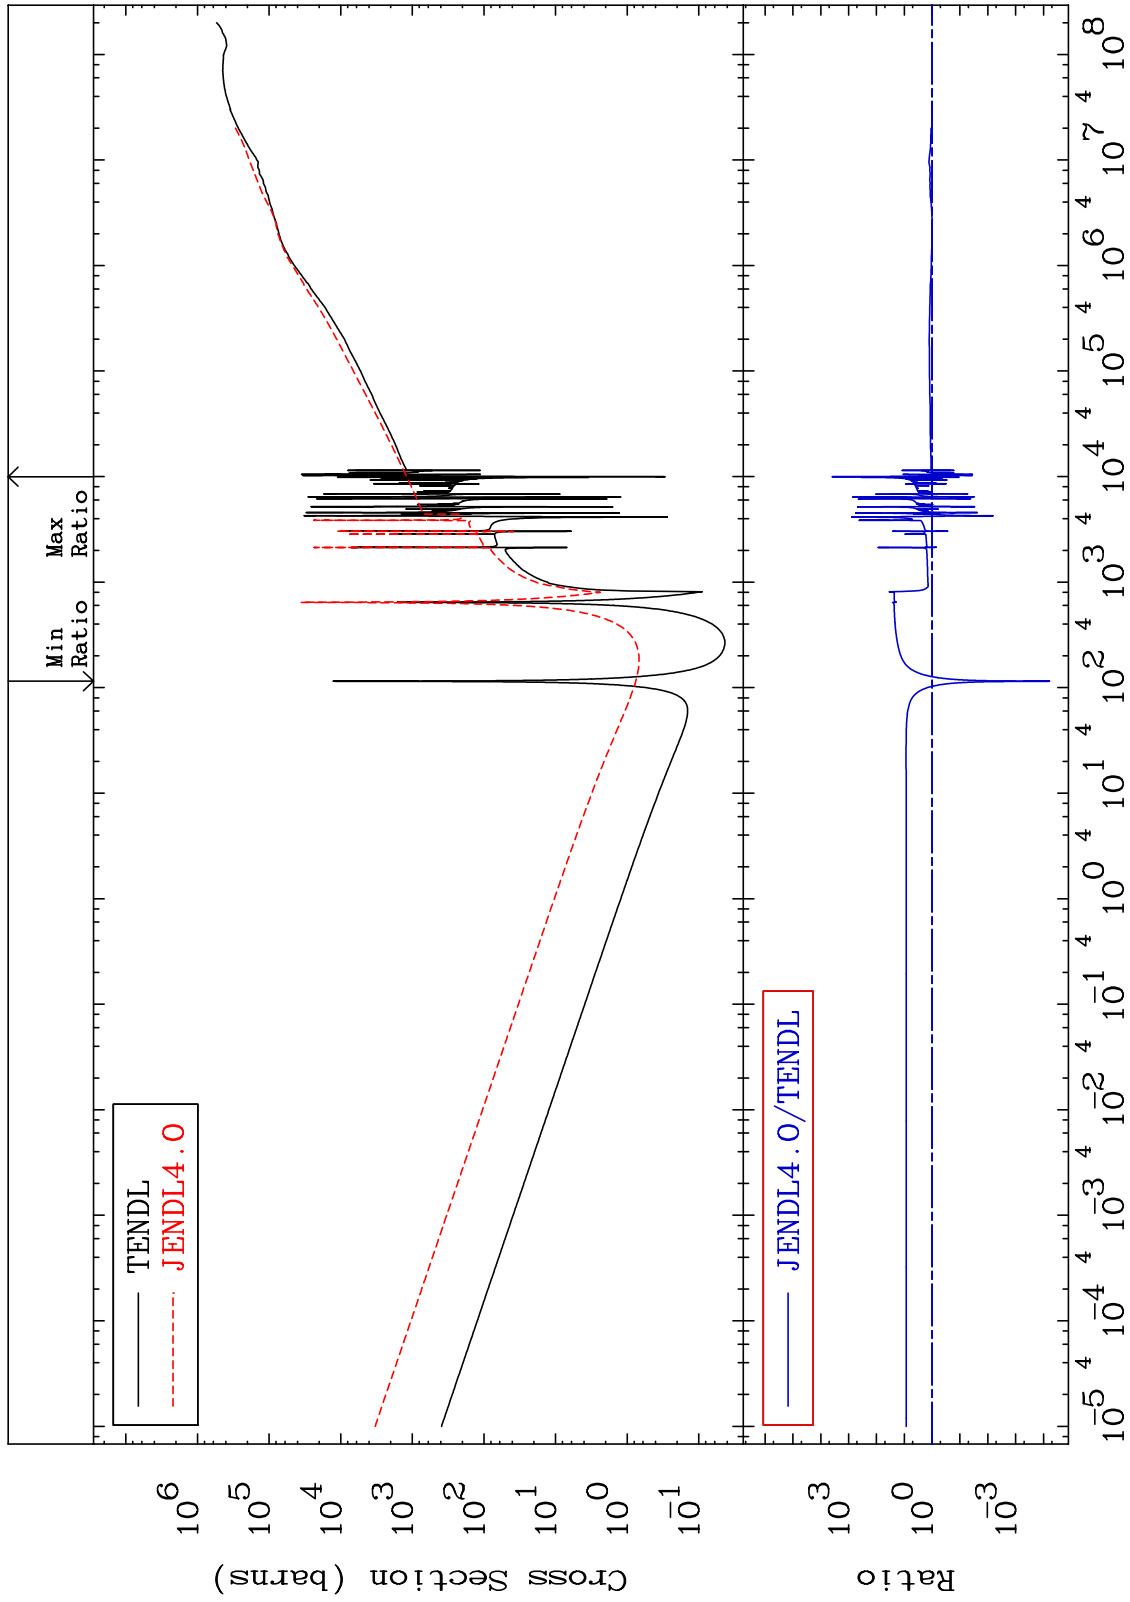 Min Max
Ratio Ratio
TENDL
JENDL4.0
10^6
10^5
10^4
10^3
10^2
10^1
10^0
10^-1
Cross Section (barns)
JENDL4.0/TENDL
10^3
10^0
10^-3
Ratio
10^-5 4 10^-4 4 10^-3 4 10^-2 4 10^-1 4 10^0 4 10^1 4 10^2 4 10^3 4 10^4 4 10^5 4 10^6 4 10^7 4 10^8